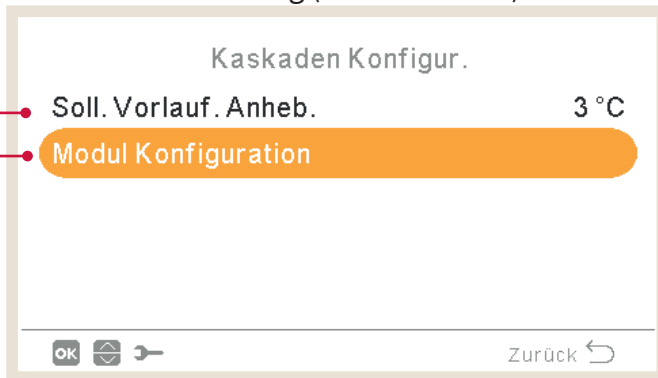 Kaskaden Konfigur.
Soll. Vorlauf. Anheb. 3 °C
Modul Konfiguration
OK Zurück